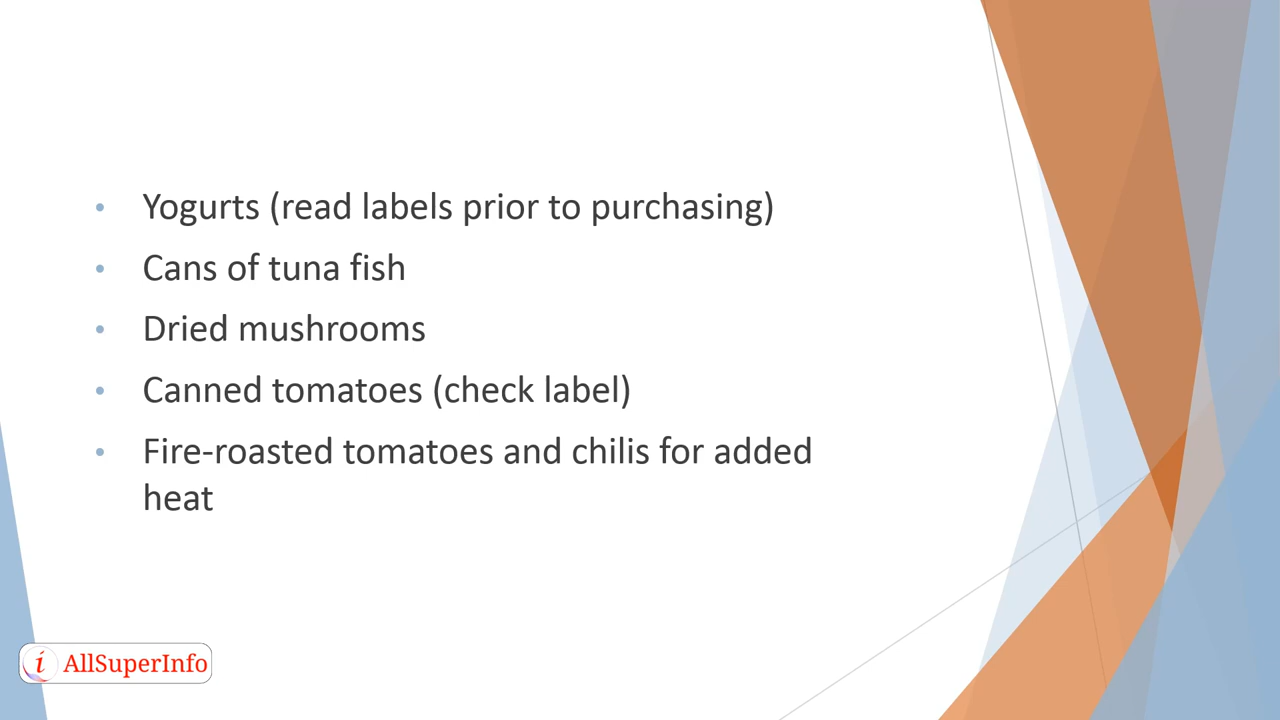 • Yogurts (read labels prior to purchasing)
• Cans of tuna fish
• Dried mushrooms
• Canned tomatoes (check label)
• Fire-roasted tomatoes and chilis for added
heat
i AllSuperInfo